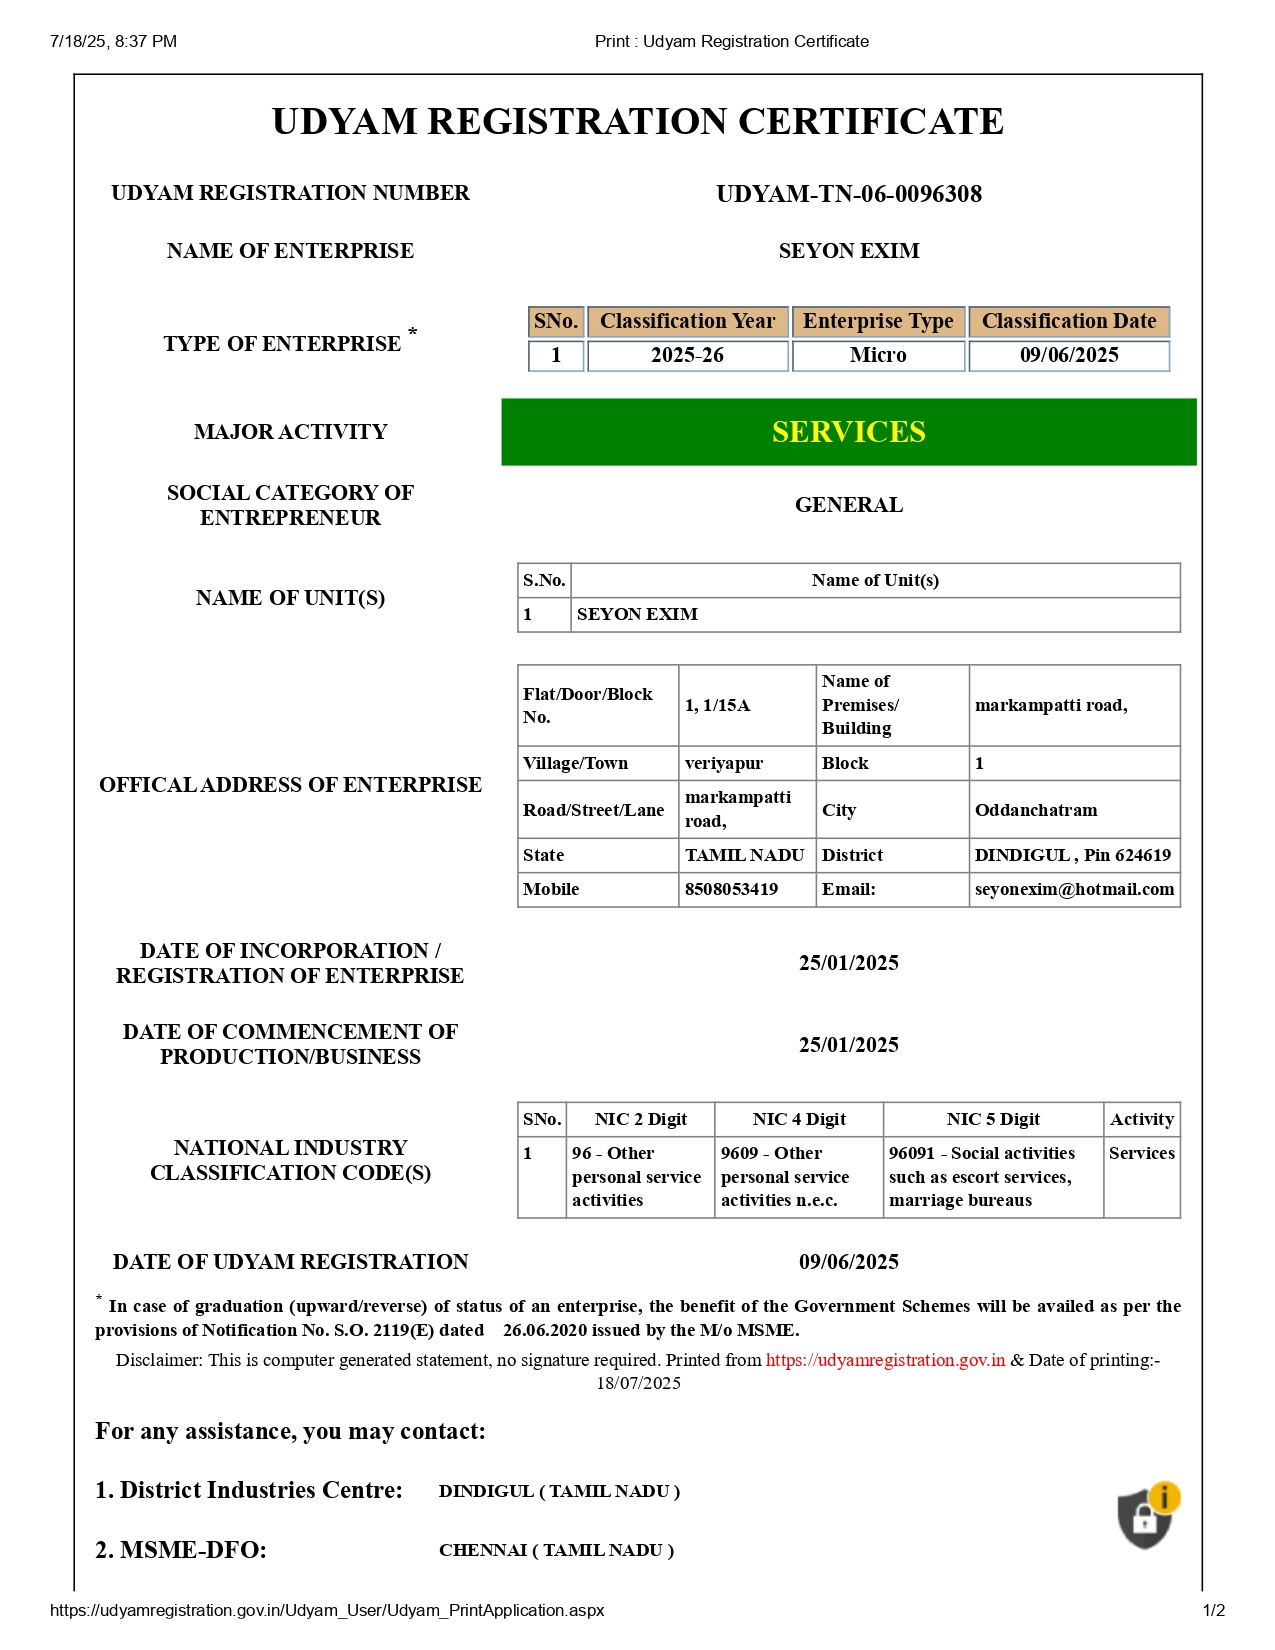 7/18/25, 8:37 PM
Print : Udyam Registration Certificate
UDYAM REGISTRATION CERTIFICATE
UDYAM REGISTRATION NUMBER
UDYAM-TN-06-0096308
NAME OF ENTERPRISE
SEYON EXIM
TYPE OF ENTERPRISE *
SNo. Classification Year Enterprise Type Classification Date
1 2025-26 Micro 09/06/2025
MAJOR ACTIVITY
SERVICES
SOCIAL CATEGORY OF
ENTREPRENEUR
GENERAL
NAME OF UNIT(S)
S.No. Name of Unit(s)
1 SEYON EXIM
OFFICAL ADDRESS OF ENTERPRISE
Flat/Door/Block
No.
1, 1/15A
Name of
Premises/
Building
markampatti road,
Village/Town veriyapur Block 1
Road/Street/Lane
markampatti
road,
City Oddanchatram
State TAMIL NADU District DINDIGUL , Pin 624619
Mobile 8508053419 Email: seyonexim@hotmail.com
DATE OF INCORPORATION /
REGISTRATION OF ENTERPRISE
25/01/2025
DATE OF COMMENCEMENT OF
PRODUCTION/BUSINESS
25/01/2025
NATIONAL INDUSTRY
CLASSIFICATION CODE(S)
SNo. NIC 2 Digit NIC 4 Digit NIC 5 Digit Activity
1
96 - Other
personal service
activities
9609 - Other
personal service
activities n.e.c.
96091 - Social activities
such as escort services,
marriage bureaus
Services
DATE OF UDYAM REGISTRATION
09/06/2025
* In case of graduation (upward/reverse) of status of an enterprise, the benefit of the Government Schemes will be availed as per the
provisions of Notification No. S.O. 2119(E) dated 26.06.2020 issued by the M/o MSME.
Disclaimer: This is computer generated statement, no signature required. Printed from https://udyamregistration.gov.in & Date of printing:-
18/07/2025
For any assistance, you may contact:
1. District Industries Centre: DINDIGUL ( TAMIL NADU )
2. MSME-DFO: CHENNAI ( TAMIL NADU )
i
https://udyamregistration.gov.in/Udyam_User/Udyam_PrintApplication.aspx
1/2